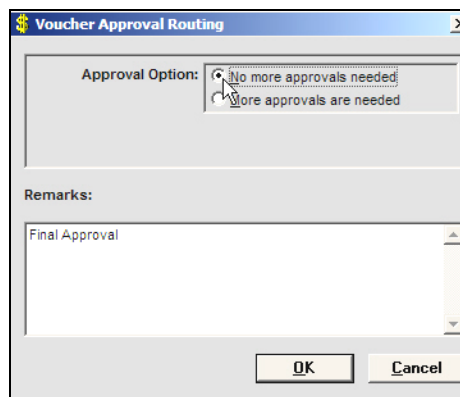 Voucher Approval Routing
Approval Option:
No more approvals needed
More approvals are needed
Remarks:
Final Approval
OK
Cancel